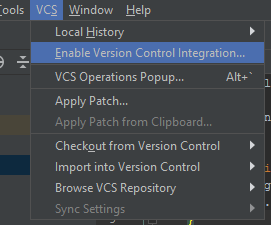 Tools VCS Window Help
Local History
Enable Version Control Integration...
VCS Operations Popup... Alt+`
Apply Patch...
Apply Patch from Clipboard...
Checkout from Version Control
Import into Version Control
Browse VCS Repository
Sync Settings